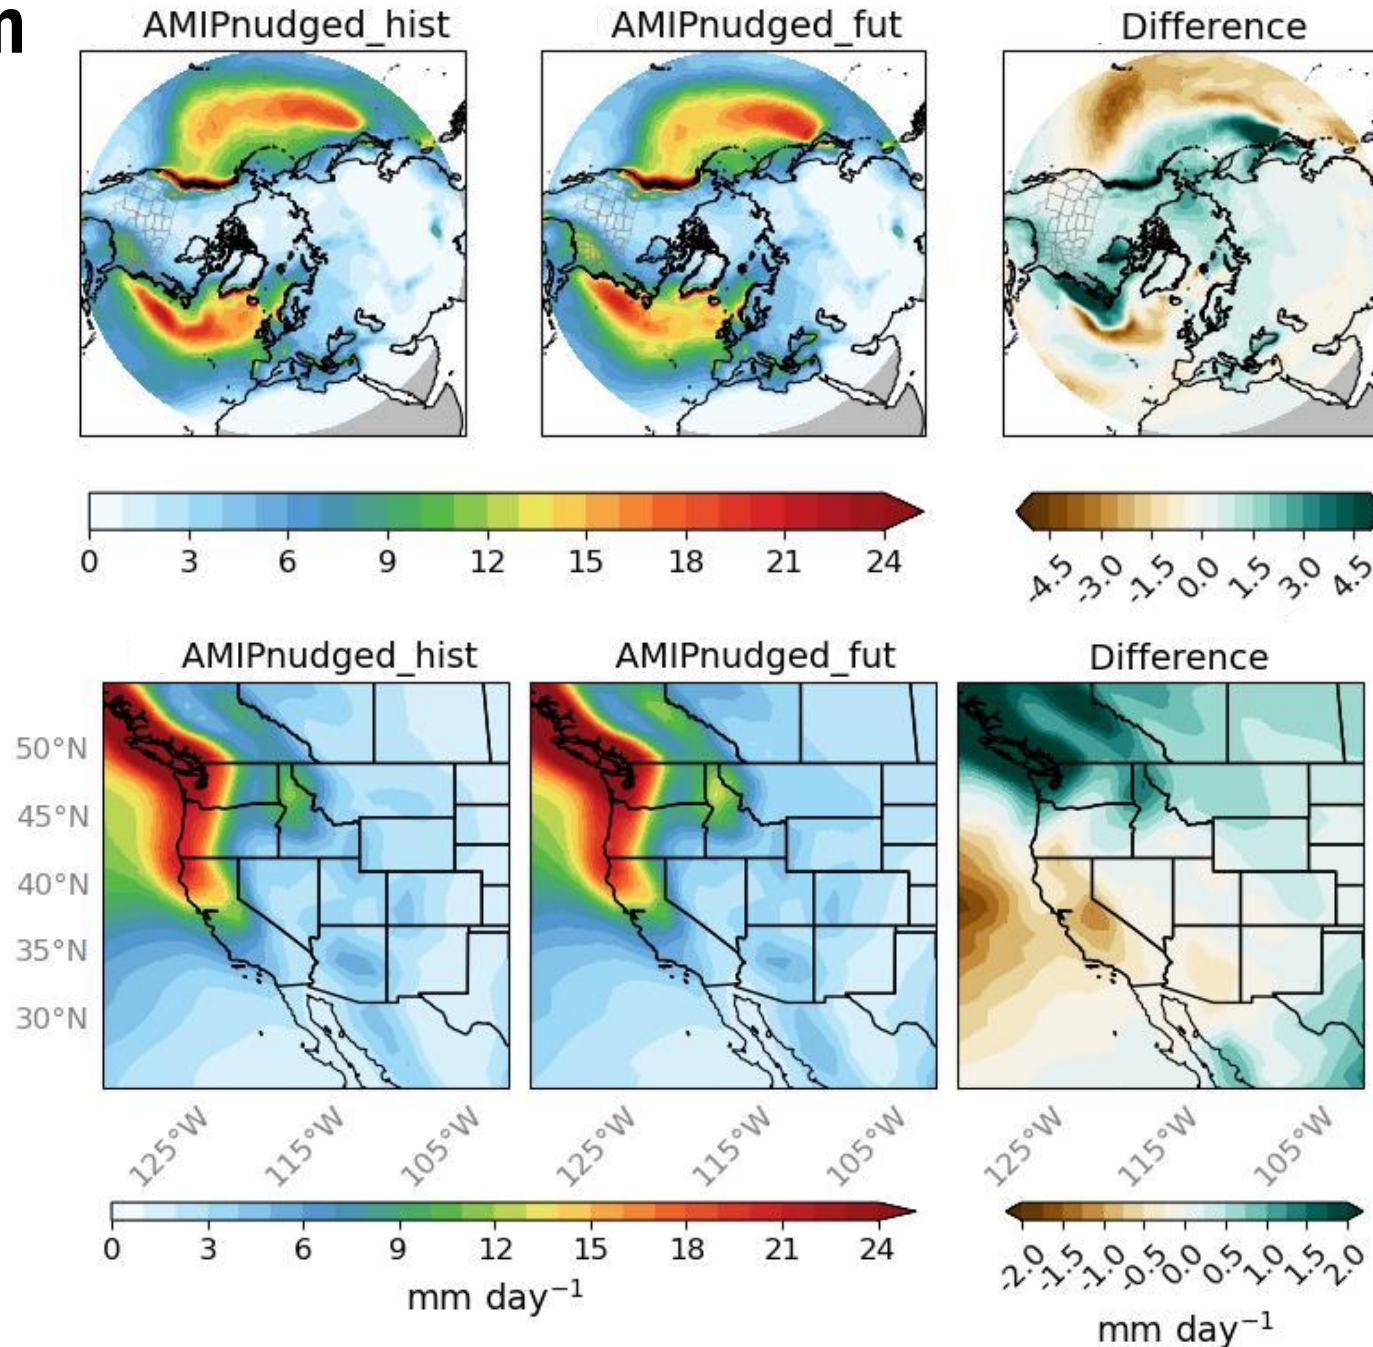 m
AMIPnudged_hist AMIPnudged_fut Difference
0 3 6 9 12 15 18 21 24
-4.5 -3.0 -1.5 0.0 1.5 3.0 4.5
AMIPnudged_hist AMIPnudged_fut Difference
50°N
45°N
40°N
35°N
30°N
125°W 115°W 105°W 125°W 115°W 105°W 125°W 115°W 105°W
0 3 6 9 12 15 18 21 24
-2.0 -1.5 -1.0 -0.5 0.0 0.5 1.0 1.5 2.0
mm day⁻¹
mm day⁻¹